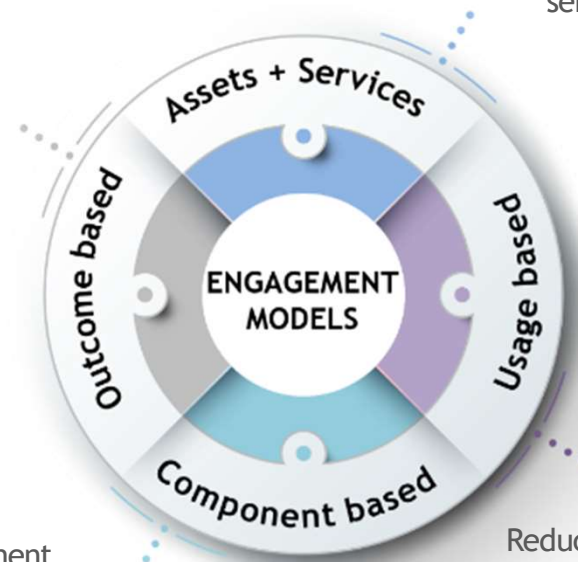 Assets + Services
Outcome based
ENGAGEMENT
MODELS
Usage based
Component based